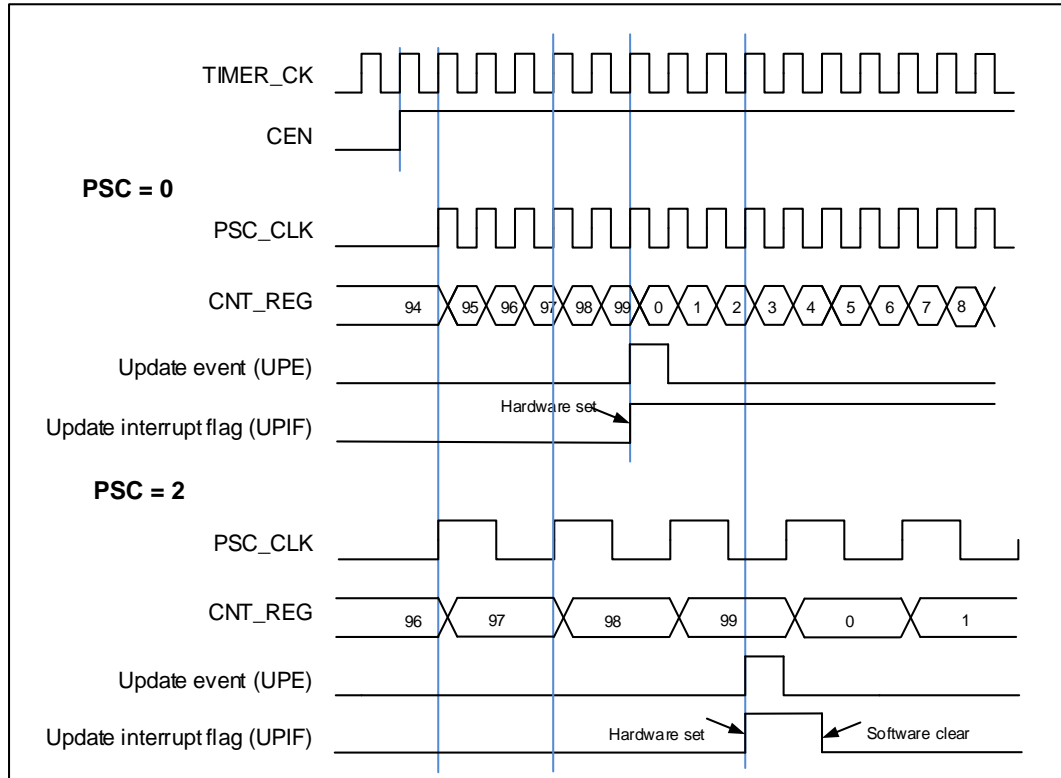 TIMER_CK
CEN
PSC = 0
PSC_CLK
CNT_REG 94 95 96 97 98 99 0 1 2 3 4 5 6 7 8
Update event (UPE)
Hardware set
Update interrupt flag (UPIF)
PSC = 2
PSC_CLK
CNT_REG 96 97 98 99 0 1
Update event (UPE)
Update interrupt flag (UPIF) Hardware set Software clear